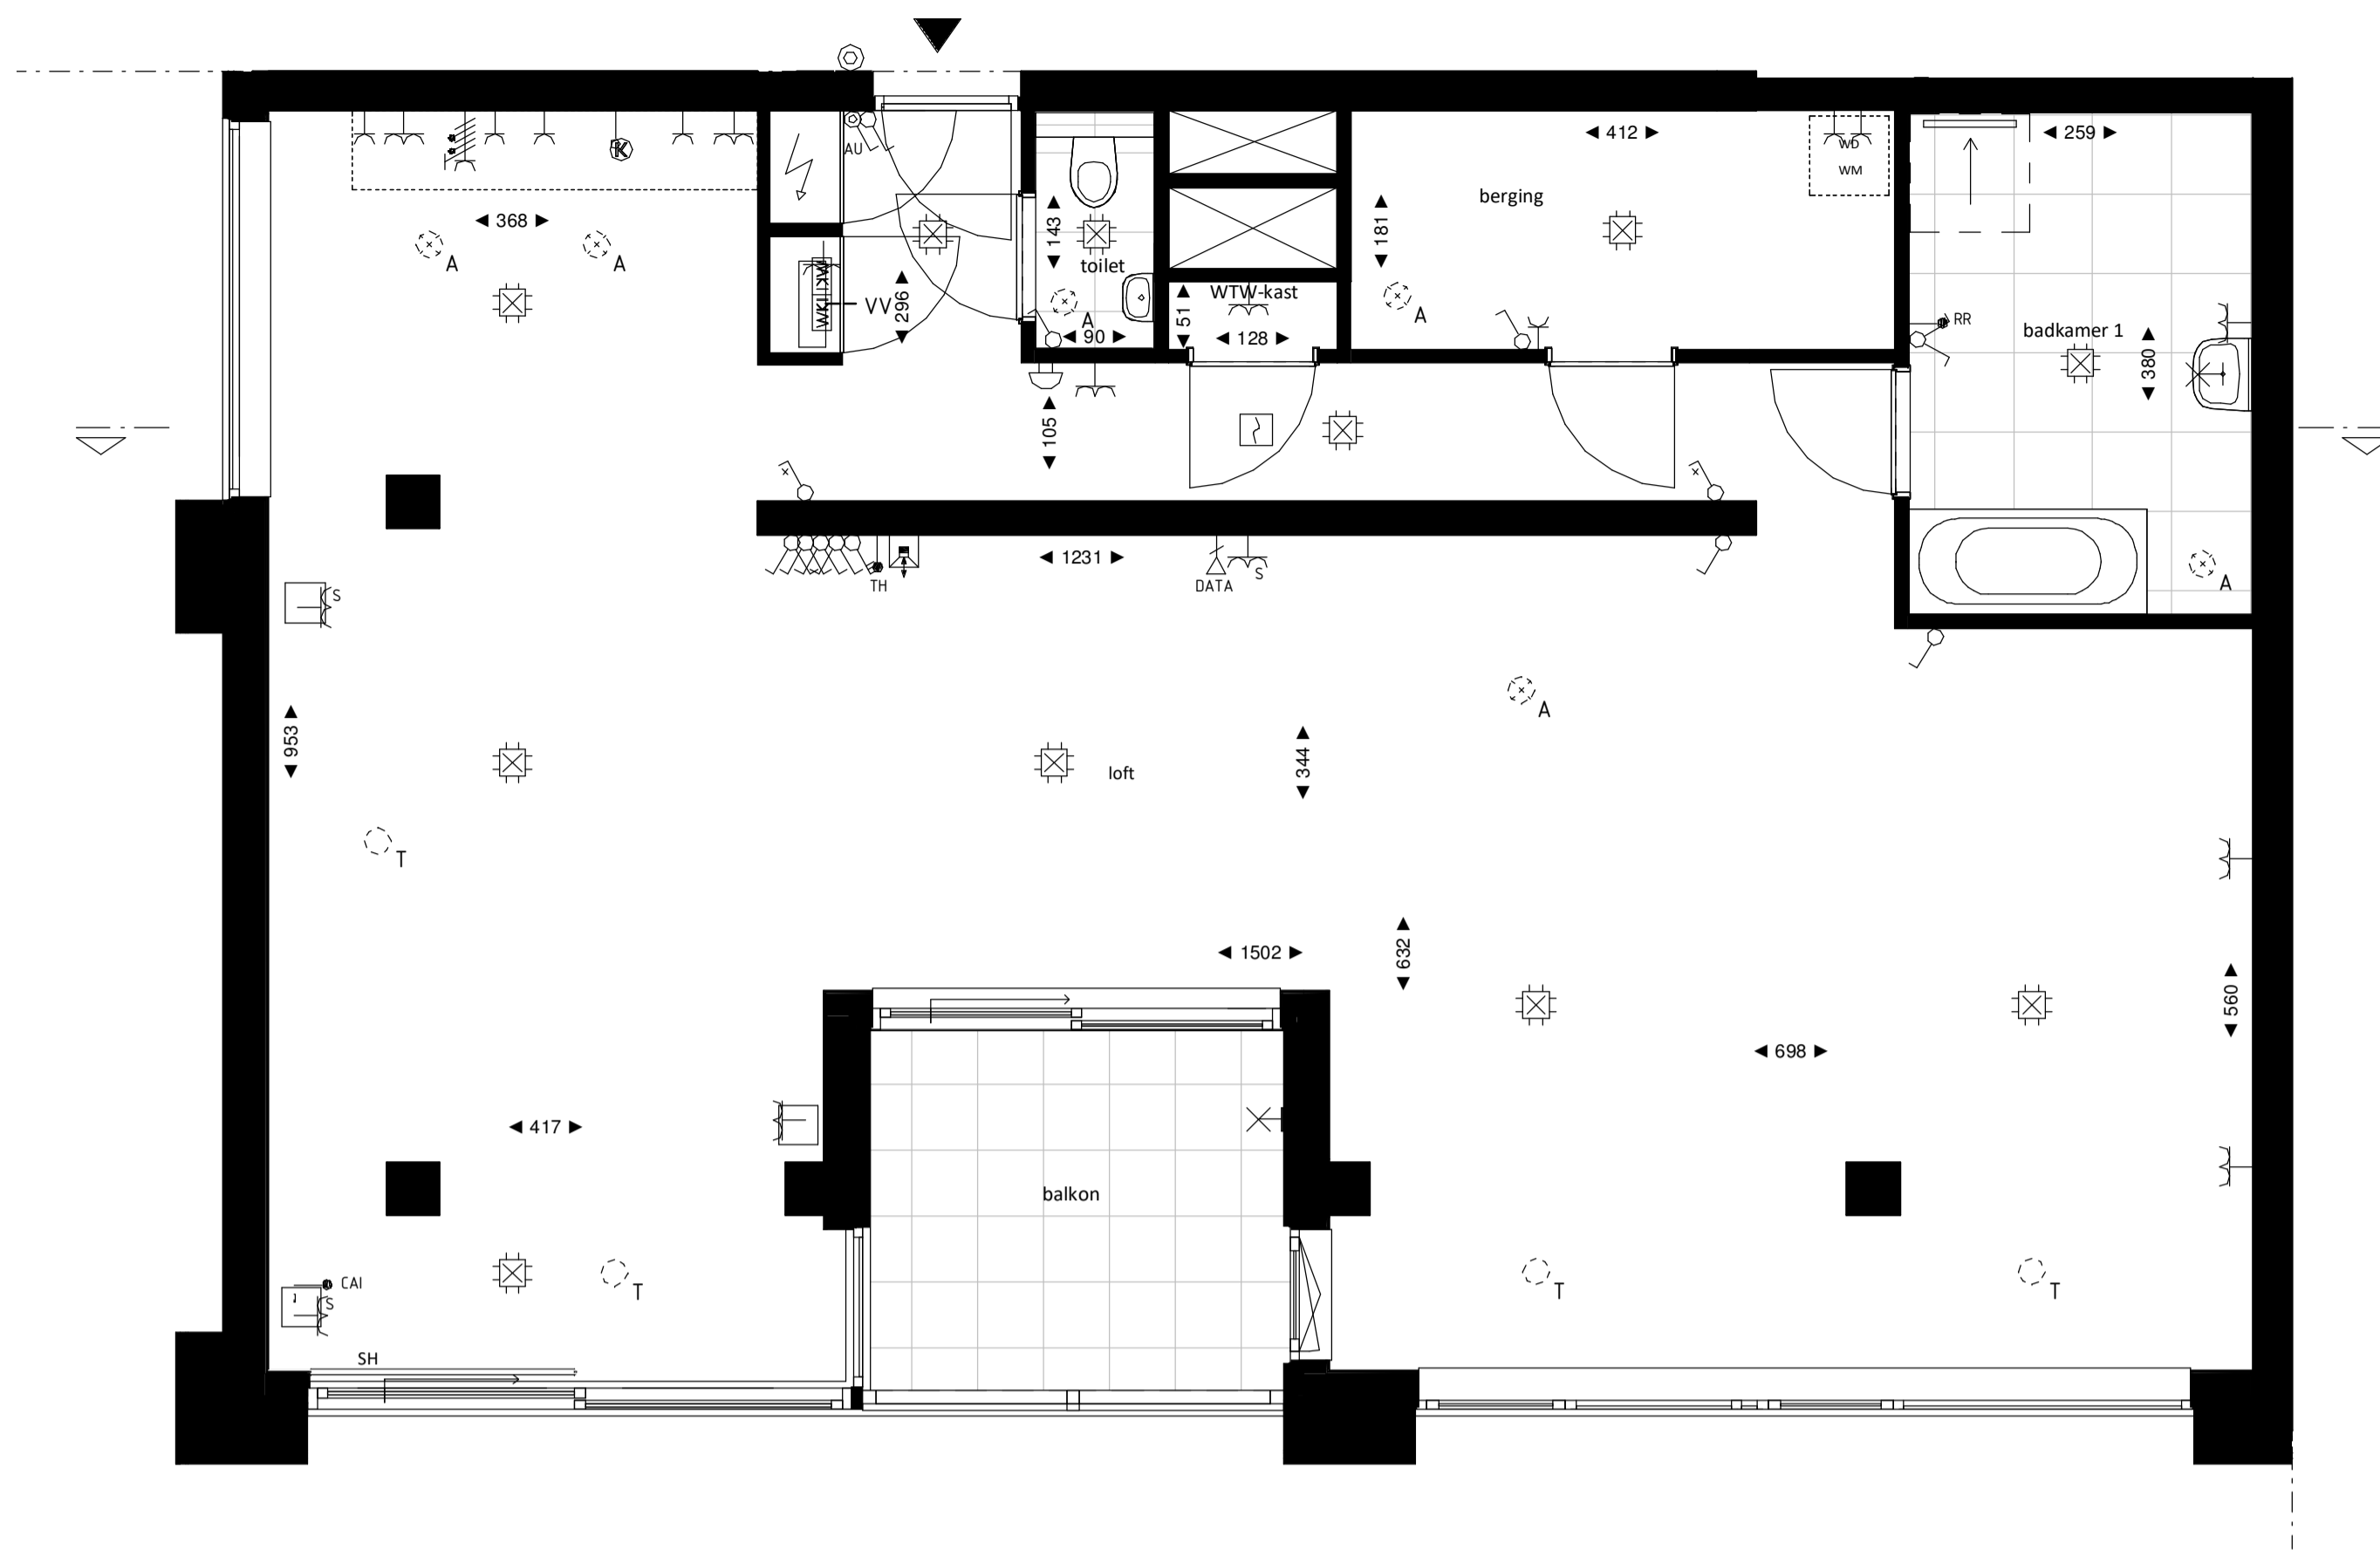 412
259
WD
AU
K
WM
berging
368
143
181
A
A
toilet
WTW-kast
VV
296
51
A
A
RR
badkamer 1
90
128
380
105
1231
TH
DATA
S
S
A
A
953
344
loft
T
1502
632
560
698
417
balkon
CAI
S
T
T
T
SH